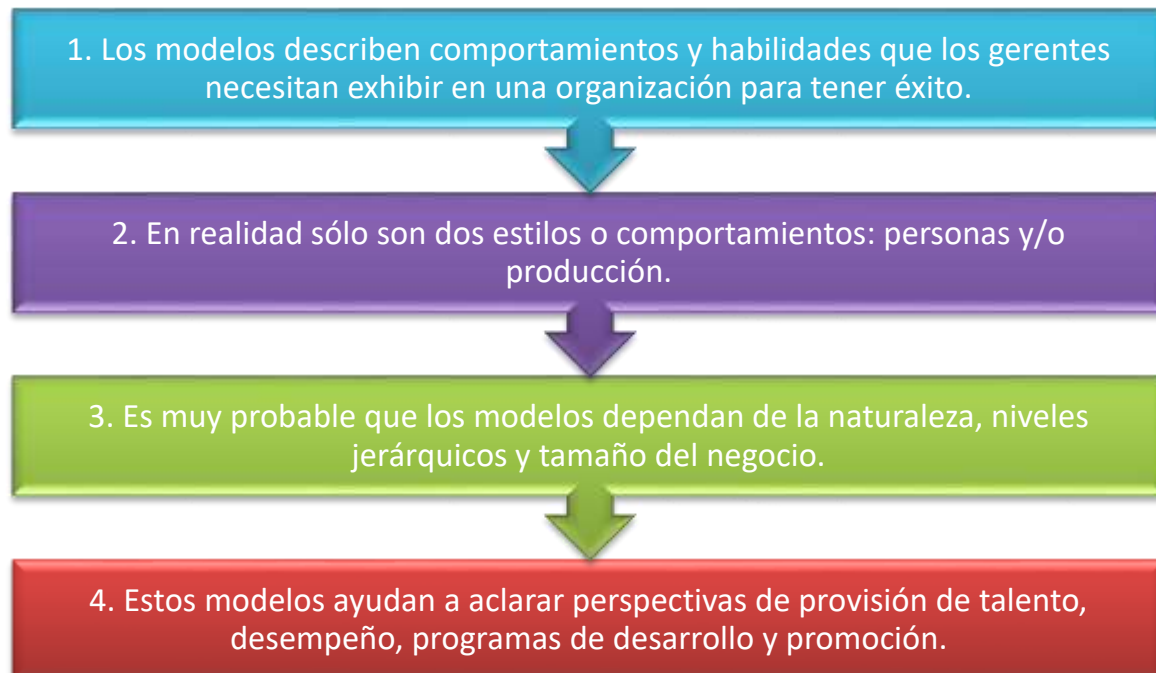 1. Los modelos describen comportamientos y habilidades que los gerentes
necesitan exhibir en una organización para tener éxito.
2. En realidad sólo son dos estilos o comportamientos: personas y/o
producción.
3. Es muy probable que los modelos dependan de la naturaleza, niveles
jerárquicos y tamaño del negocio.
4. Estos modelos ayudan a aclarar perspectivas de provisión de talento,
desempeño, programas de desarrollo y promoción.